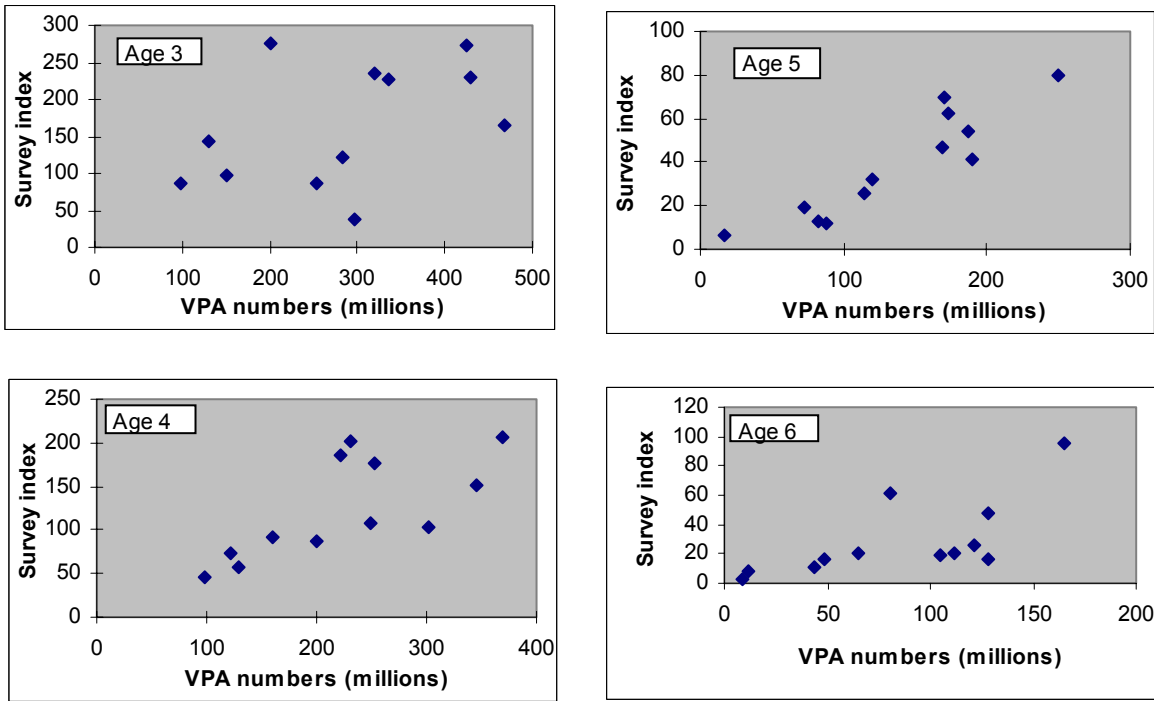 Age 3
Survey index
300
250
200
150
100
50
0
0 100 200 300 400 500
VPA numbers (millions)
Age 5
Survey index
100
80
60
40
20
0
0 100 200 300
VPA numbers (millions)
Age 4
Survey index
250
200
150
100
50
0
0 100 200 300 400
VPA numbers (millions)
Age 6
Survey index
120
100
80
60
40
20
0
0 50 100 150 200
VPA numbers (millions)